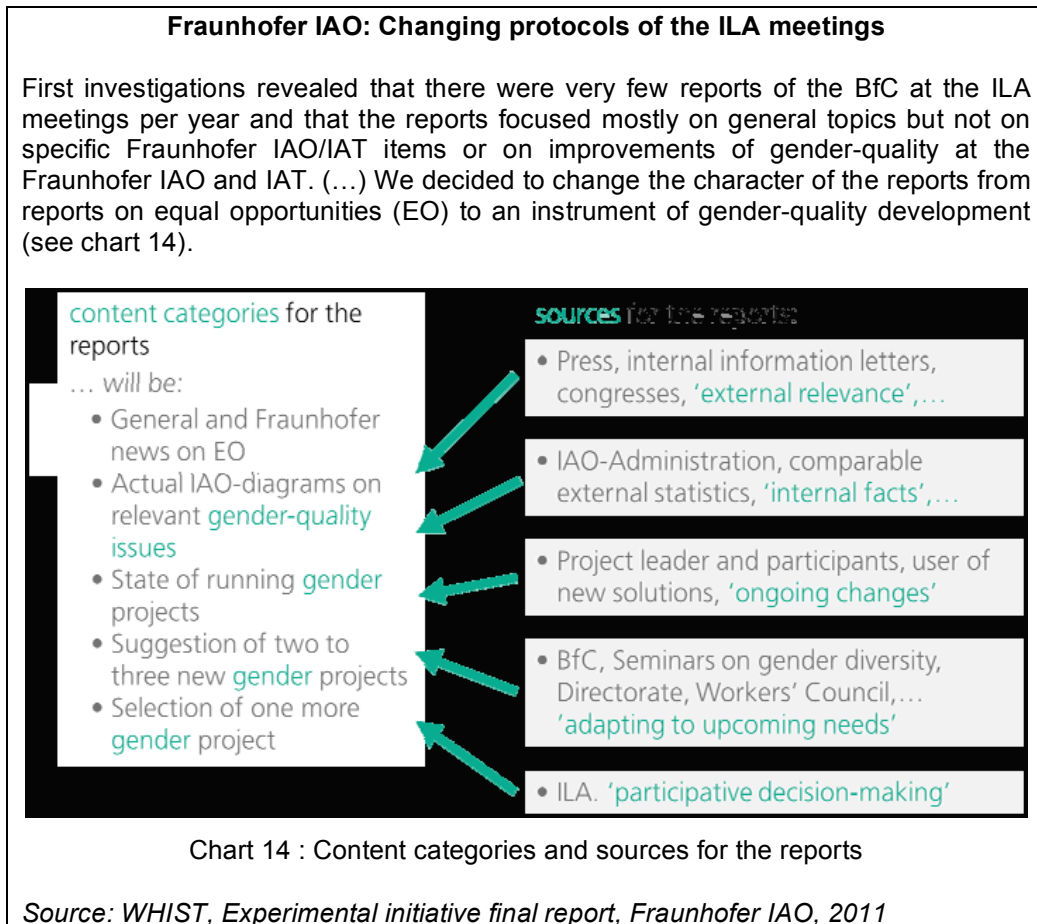 Fraunhofer IAO: Changing protocols of the ILA meetings
First investigations revealed that there were very few reports of the BfC at the ILA
meetings per year and that the reports focused mostly on general topics but not on
specific Fraunhofer IAO/IAT items or on improvements of gender-quality at the
Fraunhofer IAO and IAT. (…) We decided to change the character of the reports from
reports on equal opportunities (EO) to an instrument of gender-quality development
(see chart 14).
content categories for the
reports
… will be:
• General and Fraunhofer
news on EO
• Actual IAO-diagrams on
relevant gender-quality
issues
• State of running gender
projects
• Suggestion of two to
three new gender projects
• Selection of one more
gender project
sources for the reports:
• Press, internal information letters,
congresses, ‘external relevance’,…
• IAO-Administration, comparable
external statistics, ‘internal facts’,…
• Project leader and participants, user of
new solutions, ‘ongoing changes’
• BfC, Seminars on gender diversity,
Directorate, Workers’ Council,…
‘adapting to upcoming needs’
• ILA. ‘participative decision-making’
Chart 14 : Content categories and sources for the reports
Source: WHIST, Experimental initiative final report, Fraunhofer IAO, 2011